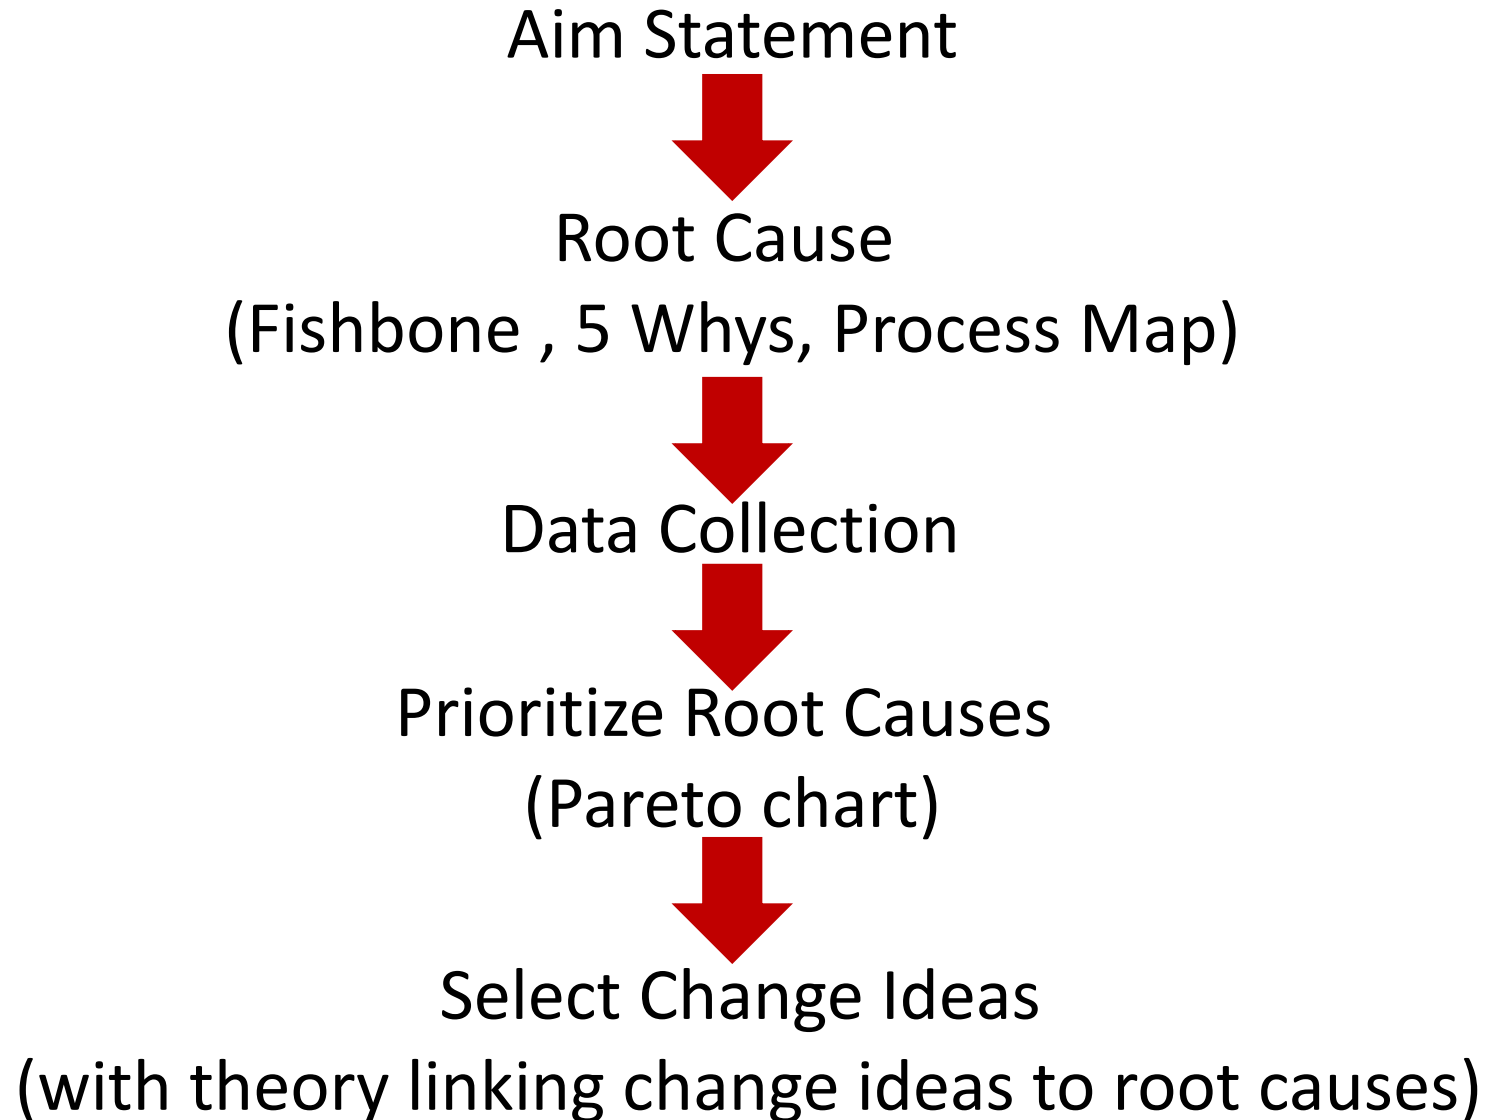 Aim Statement
Root Cause
(Fishbone , 5 Whys, Process Map)
Data Collection
Prioritize Root Causes
(Pareto chart)
Select Change Ideas
(with theory linking change ideas to root causes)